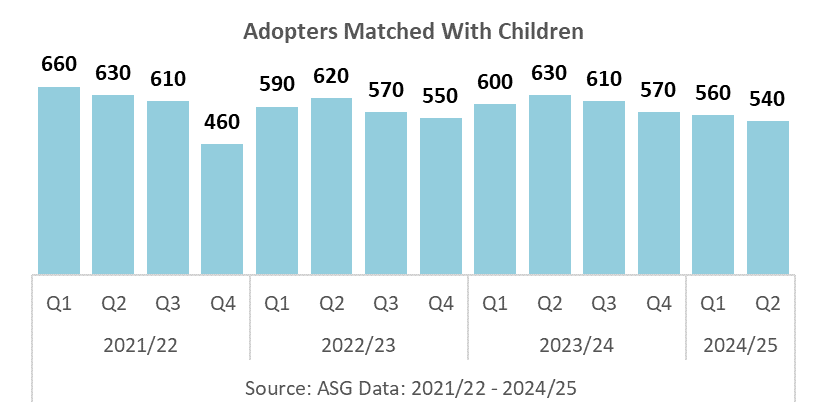 Adopters Matched With Children
660 630 610 460 590 620 570 550 600 630 610 570 560 540
Q1 Q2 Q3 Q4 Q1 Q2 Q3 Q4 Q1 Q2 Q3 Q4 Q1 Q2
2021/22 2022/23 2023/24 2024/25
Source: ASG Data: 2021/22 - 2024/25